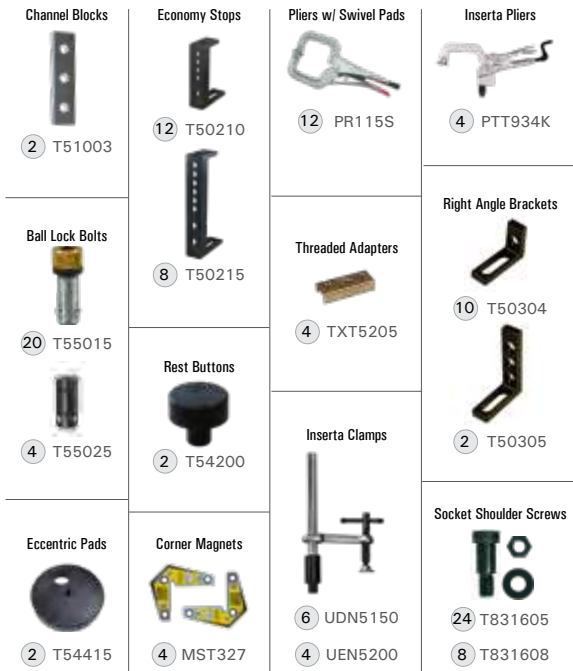 Channel Blocks
2 T51003
Ball Lock Bolts
20 T55015
4 T55025
Eccentric Pads
2 T54415
Economy Stops
12 T50210
8 T50215
Rest Buttons
2 T54200
Corner Magnets
4 MST327
Pliers w/ Swivel Pads
12 PR115S
Threaded Adapters
4 TXT5205
Inserta Clamps
6 UDN5150
4 UEN5200
Inserta Pliers
4 PTT934K
Right Angle Brackets
10 T50304
2 T50305
Socket Shoulder Screws
24 T831605
8 T831608